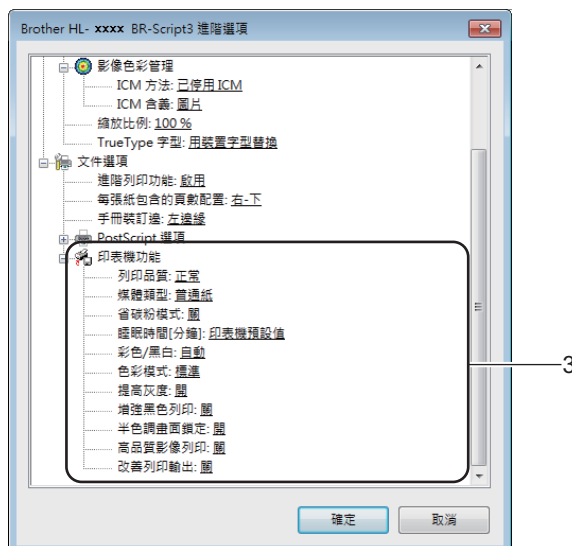 Brother HL- xxxx BR-Script3 進階選項
影像色彩管理
ICM 方法: 已停用 ICM
ICM 含義: 圖片
縮放比例: 100 %
TrueType 字型: 用裝置字型替換
文件選項
進階列印功能: 啟用
每張紙包含的頁數配置: 右-下
手冊裝訂邊: 左邊緣
PostScript 選項
印表機功能
列印品質: 正常
媒體類型: 普通紙
省碳粉模式: 關
睡眠時間[分鐘]: 印表機預設值
彩色/黑白: 自動
色彩模式: 標準
提高灰度: 開
增強黑色列印: 關
半色調畫面鎖定: 開
高品質影像列印: 關
改善列印輸出: 關
3
確定
取消